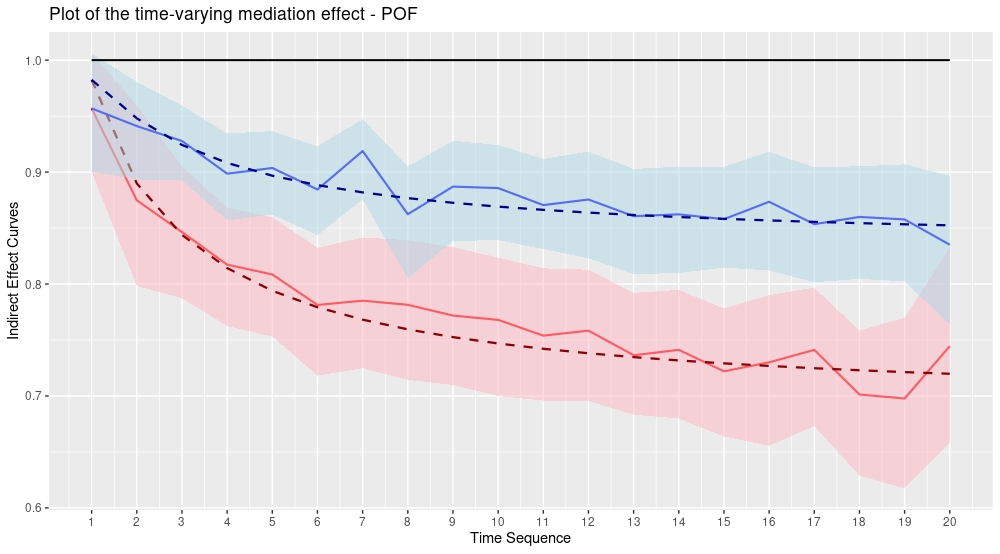 Plot of the time-varying mediation effect - POF
Indirect Effect Curves
1.0
0.9
0.8
0.7
0.6
1 2 3 4 5 6 7 8 9 10 11 12 13 14 15 16 17 18 19 20
Time Sequence